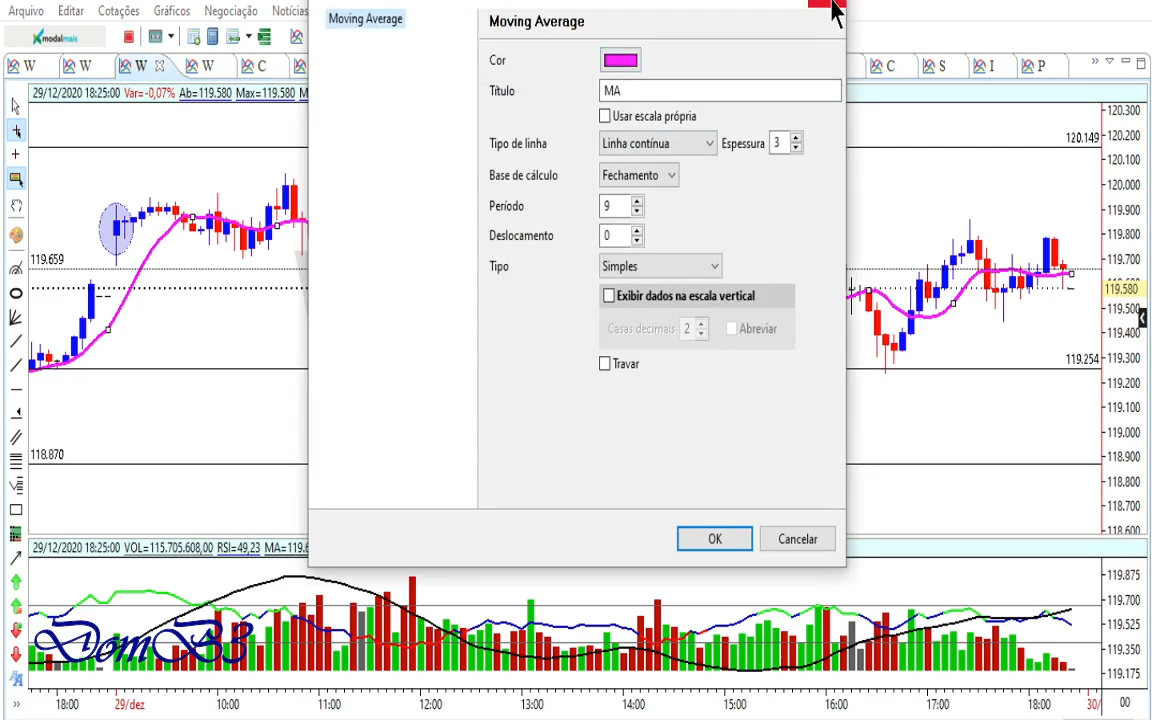 Arquivo Editar Cotações Gráficos Negociação Notícias
modalmais
W W W W C C S I P
29/12/2020 18:25:00 Var=-0,07% Ab=119.580 Max=119.580 M
Moving Average
Moving Average
Cor
Título MA
Usar escala própria
Tipo de linha Linha contínua Espessura 3
Base de cálculo Fechamento
Período 9
Deslocamento 0
Tipo Simples
Exibir dados na escala vertical
Casas decimais 2 Abreviar
Travar
OK Cancelar
119.659
118.870
120.149
119.254
120.300
120.200
120.100
120.000
119.900
119.800
119.700
119.580
119.500
119.400
119.300
119.200
119.100
119.000
118.900
118.800
118.700
118.600
29/12/2020 18:25:00 VOL=115.705.608,00 RSI=49,23 MA=119.6
119.875
119.700
119.525
119.350
119.175
DomB3
18:00 29/dez 10:00 11:00 12:00 13:00 14:00 15:00 16:00 17:00 18:00 30/ 00